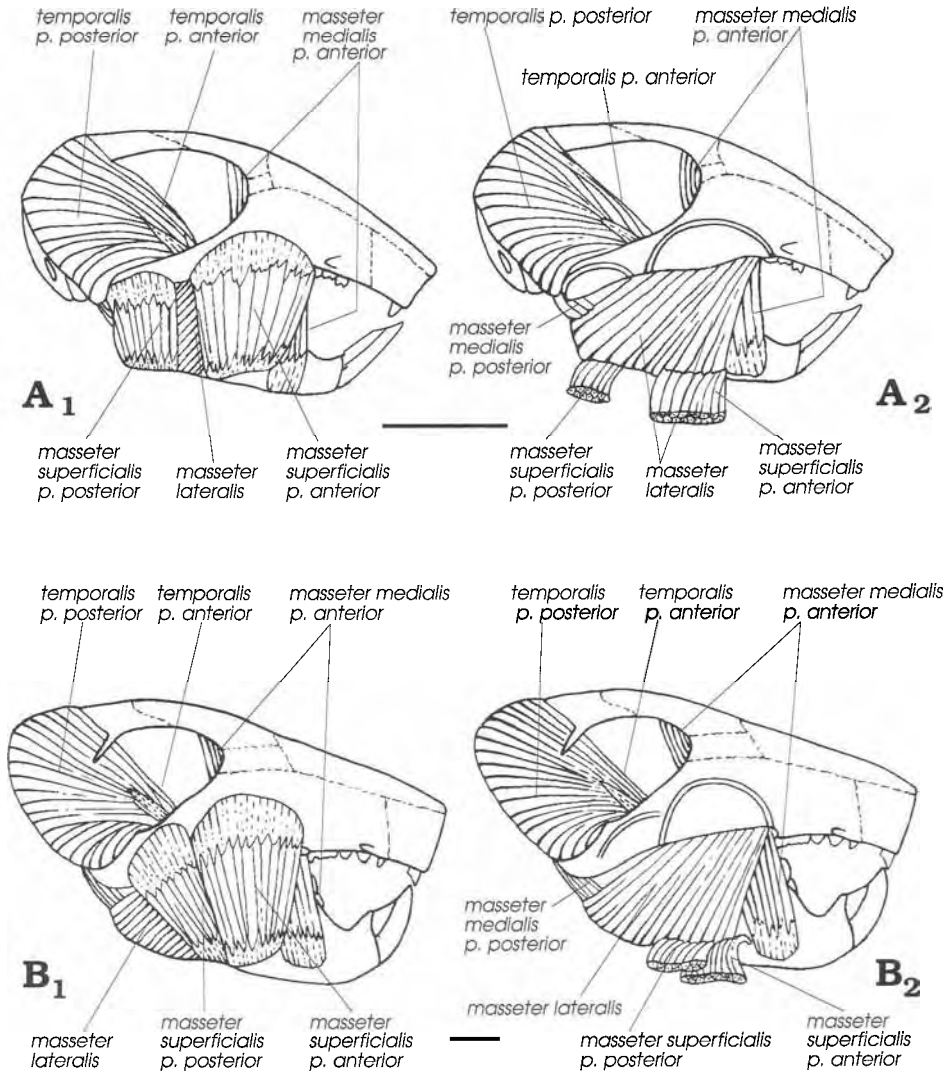 temporalis
p. posterior
temporalis
p. anterior
masseter
medialis
p. anterior
temporalis p. posterior
masseter medialis
p. anterior
temporalis p. anterior
masseter
medialis
p. posterior
A 1
A 2
masseter
superficialis
p. posterior
masseter
lateralis
masseter
superficialis
p. anterior
masseter
superficialis
p. posterior
masseter
lateralis
masseter
superficialis
p. anterior
temporalis
p. posterior
temporalis
p. anterior
masseter medialis
p. anterior
temporalis
p. posterior
temporalis
p. anterior
masseter medialis
p. anterior
masseter
medialis
p. posterior
B1
B2
masseter lateralis
masseter
lateralis
masseter
superficialis
p. posterior
masseter
superficialis
p. anterior
masseter superficialis
p. posterior
masseter
superficialis
p. anterior